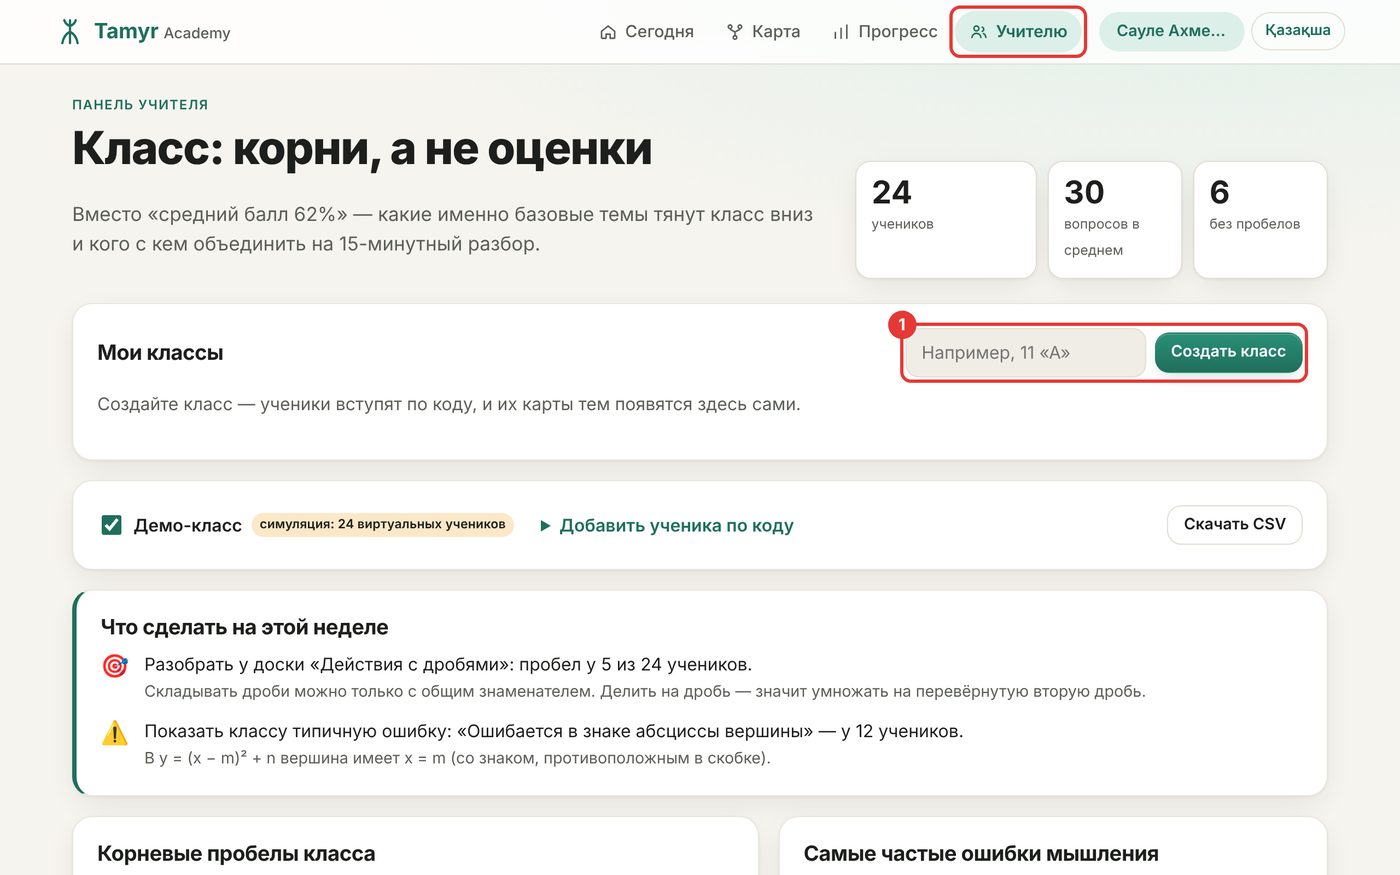 Tamyr Academy
Сегодня
Карта
Прогресс
Учителю
Сауле Ахме...
Қазақша
ПАНЕЛЬ УЧИТЕЛЯ
Класс: корни, а не оценки
Вместо «средний балл 62%» — какие именно базовые темы тянут класс вниз
и кого с кем объединить на 15-минутный разбор.
24
учеников
30
вопросов в
среднем
6
без пробелов
Мои классы
1
Например, 11 «А»
Создать класс
Создайте класс — ученики вступят по коду, и их карты тем появятся здесь сами.
Демо-класс
симуляция: 24 виртуальных учеников
Добавить ученика по коду
Скачать CSV
Что сделать на этой неделе
Разобрать у доски «Действия с дробями»: пробел у 5 из 24 учеников.
Складывать дроби можно только с общим знаменателем. Делить на дробь — значит умножать на перевёрнутую вторую дробь.
Показать классу типичную ошибку: «Ошибается в знаке абсциссы вершины» — у 12 учеников.
В y = (x − m)² + n вершина имеет x = m (со знаком, противоположным в скобке).
Корневые пробелы класса
Самые частые ошибки мышления